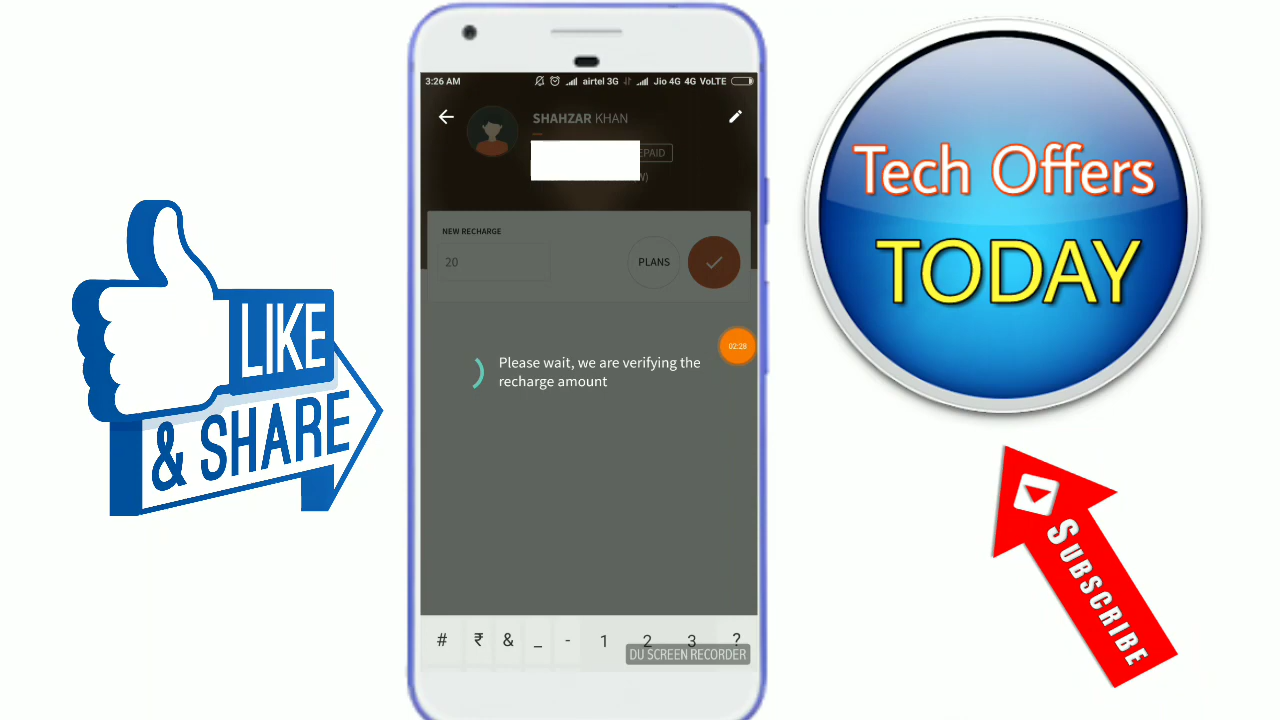 3:26 AM airtel 3G Jio 4G 4G VoLTE
SHAHZAR KHAN
EPAID
NEW RECHARGE
20
PLANS
02:28
Please wait, we are verifying the
recharge amount
# ₹ & _ - 1 2 3 ?
DU SCREEN RECORDER
LIKE
& SHARE
Tech Offers
TODAY
SUBSCRIBE